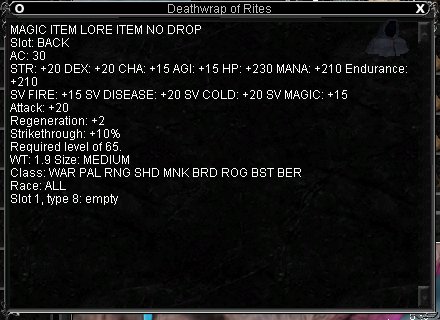 Deathwrap of Rites
MAGIC ITEM LORE ITEM NO DROP
Slot: BACK
AC: 30
STR: +20 DEX: +20 CHA: +15 AGI: +15 HP: +230 MANA: +210 Endurance:
+210
SV FIRE: +15 SV DISEASE: +20 SV COLD: +20 SV MAGIC: +15
Attack: +20
Regeneration: +2
Strikethrough: +10%
Required level of 65.
WT: 1.9 Size: MEDIUM
Class: WAR PAL RNG SHD MNK BRD ROG BST BER
Race: ALL
Slot 1, type 8: empty